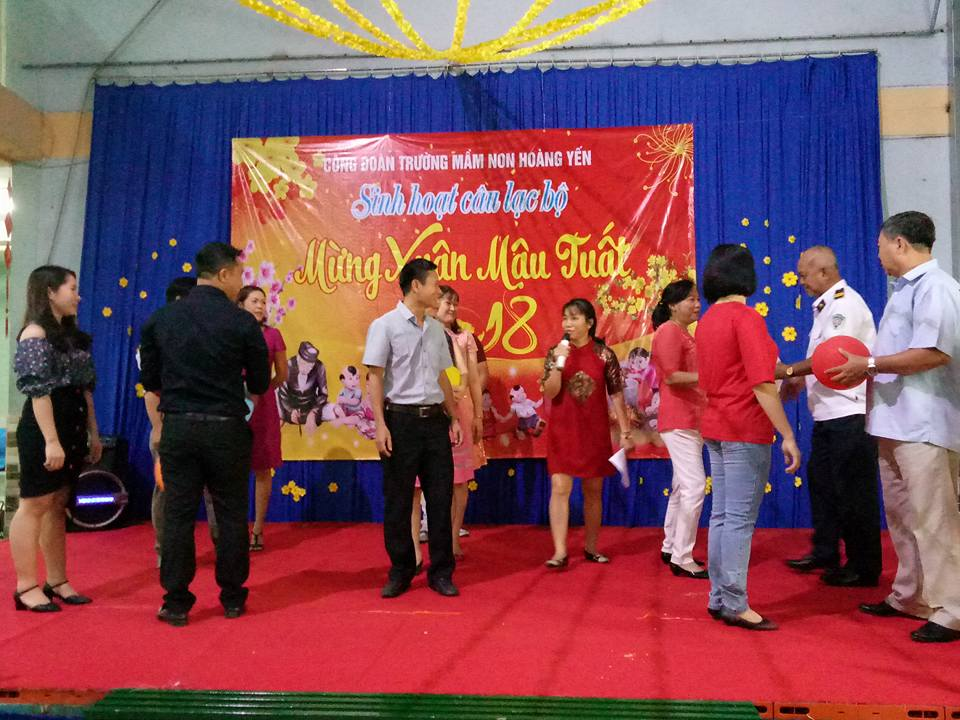 CÔNG ĐOÀN TRƯỜNG MẦM NON HOÀNG YẾN
Sinh hoạt câu lạc bộ
Mừng Xuân Mậu Tuất
18